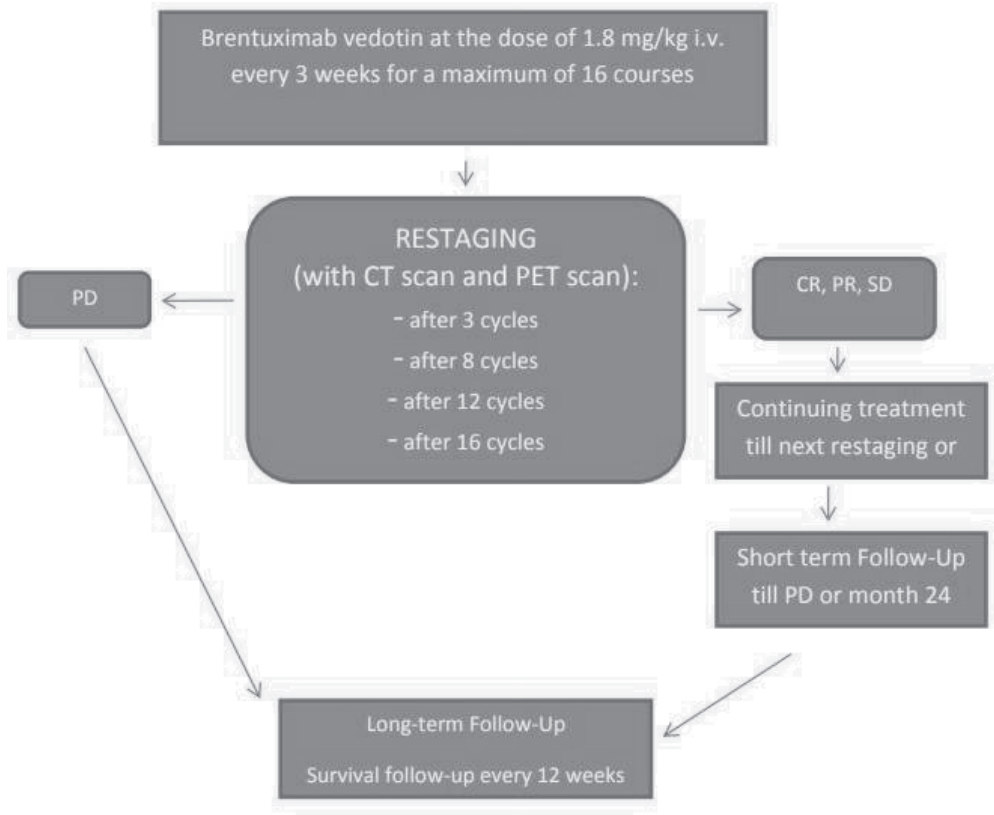 Brentuximab vedotin at the dose of 1.8 mg/kg i.v.
every 3 weeks for a maximum of 16 courses
RESTAGING
(with CT scan and PET scan):
- after 3 cycles
- after 8 cycles
- after 12 cycles
- after 16 cycles
PD
CR, PR, SD
Continuing treatment
till next restaging or
Short term Follow-Up
till PD or month 24
Long-term Follow-Up
Survival follow-up every 12 weeks